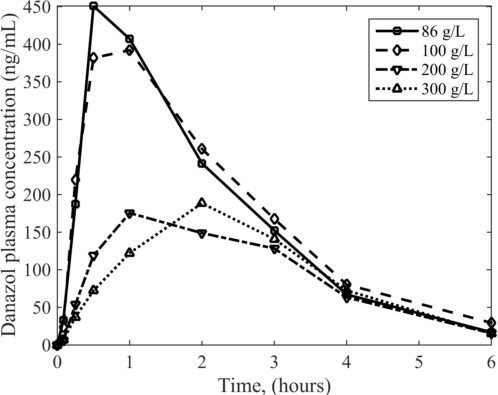 Danazol plasma concentration (ng/mL)
450
400
350
300
250
200
150
100
50
0
86 g/L
100 g/L
200 g/L
300 g/L
0 1 2 3 4 5 6
Time, (hours)